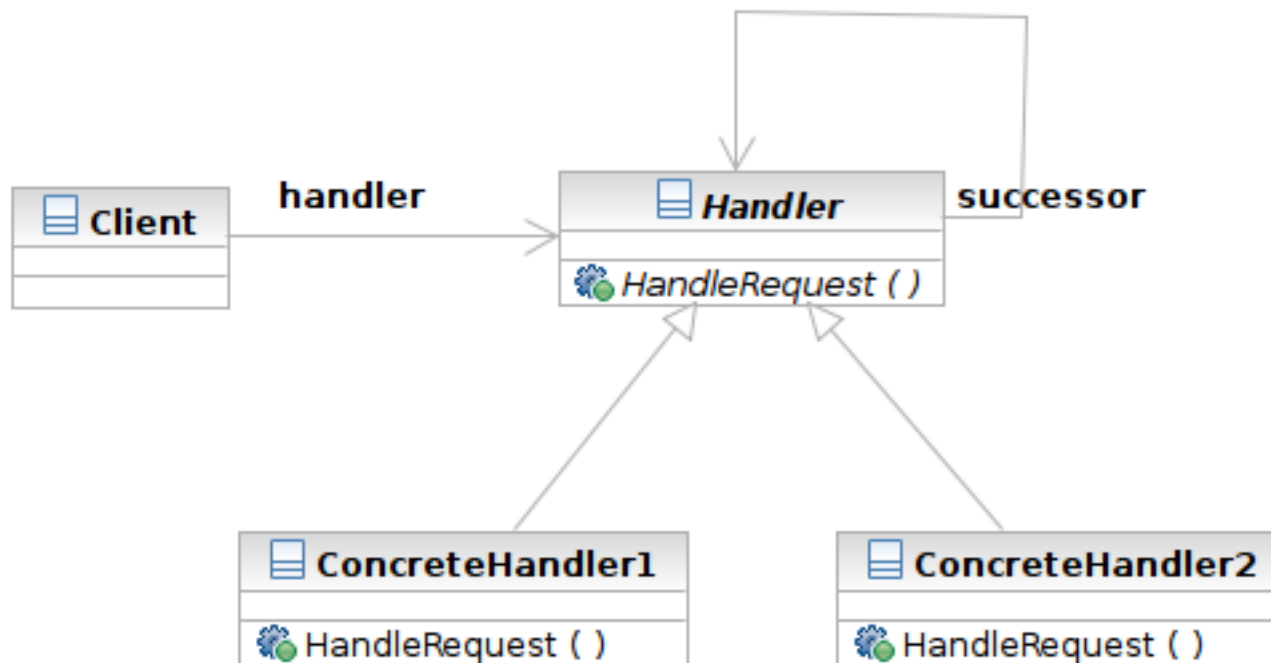 Client
handler
Handler
successor
HandleRequest ( )
ConcreteHandler1
HandleRequest ( )
ConcreteHandler2
HandleRequest ( )